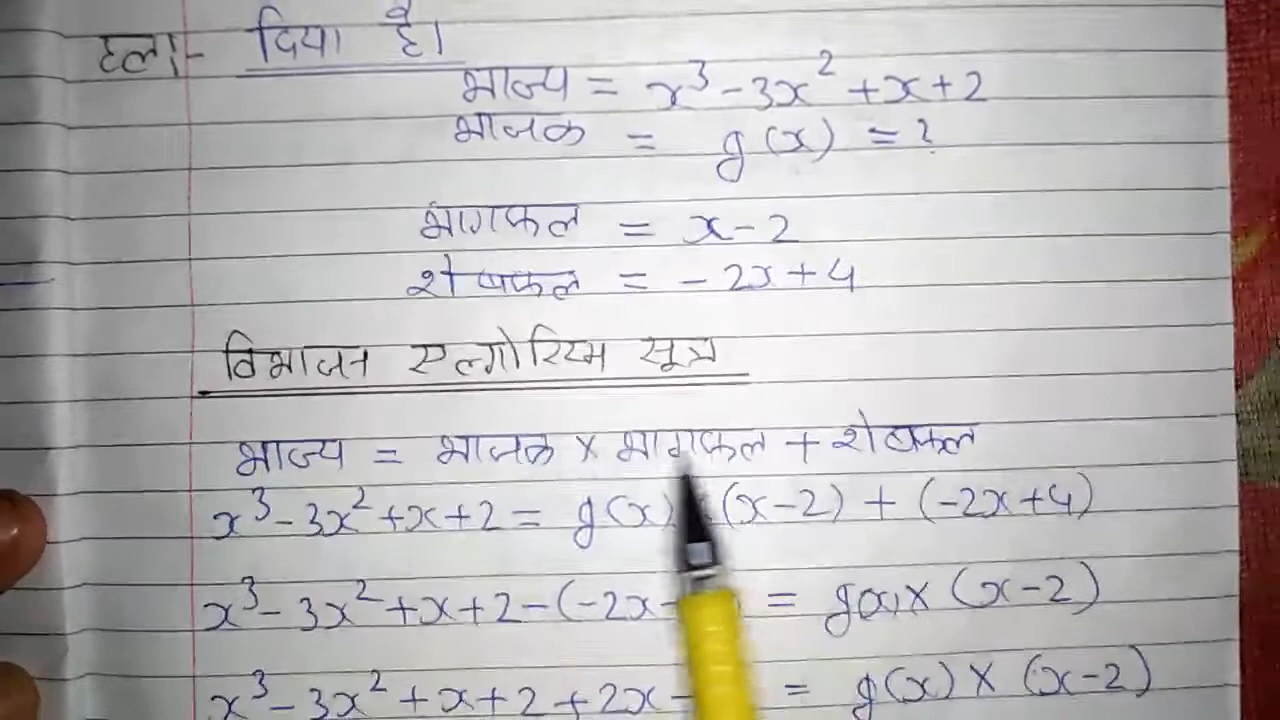 हलः- दिया है।
भाज्य = x³ - 3x² + x + 2
भाजक = g(x) = ?
भागफल = x - 2
शेषफल = - 2x + 4
विभाजन एल्गोरिथ्म सूत्र
भाज्य = भाजक × भागफल + शेषफल
x³ - 3x² + x + 2 = g(x) (x - 2) + (-2x + 4)
x³ - 3x² + x + 2 - (-2x = g(x) × (x - 2)
x³ - 3x² + x + 2 + 2x - = g(x) × (x - 2)